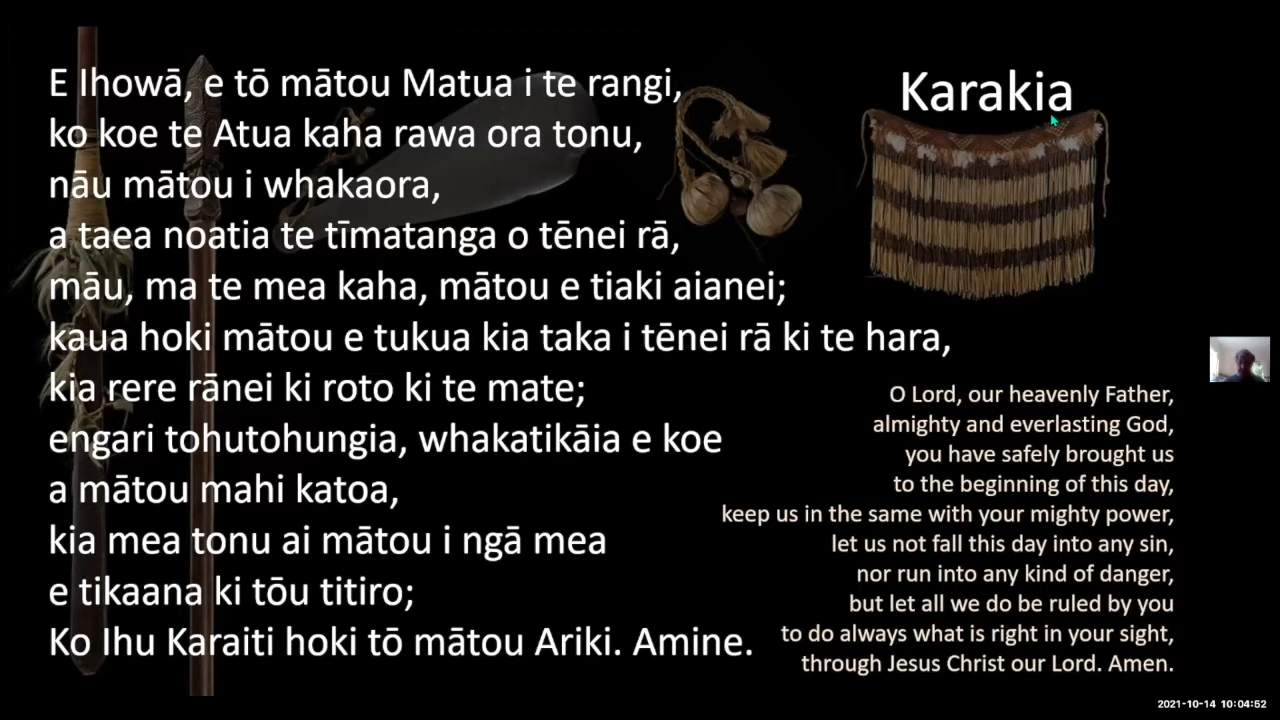 Karakia
E Ihowā, e tō mātou Matua i te rangi,
ko koe te Atua kaha rawa ora tonu,
nāu mātou i whakaora,
a taea noatia te tīmatanga o tēnei rā,
māu, ma te mea kaha, mātou e tiaki aianei;
kaua hoki mātou e tukua kia taka i tēnei rā ki te hara,
kia rere rānei ki roto ki te mate;
engari tohutohungia, whakatikāia e koe
a mātou mahi katoa,
kia mea tonu ai mātou i ngā mea
e tikaana ki tōu titiro;
Ko Ihu Karaiti hoki tō mātou Ariki. Amine.
O Lord, our heavenly Father,
almighty and everlasting God,
you have safely brought us
to the beginning of this day,
keep us in the same with your mighty power,
let us not fall this day into any sin,
nor run into any kind of danger,
but let all we do be ruled by you
to do always what is right in your sight,
through Jesus Christ our Lord. Amen.
2021-10-14 10:04:52